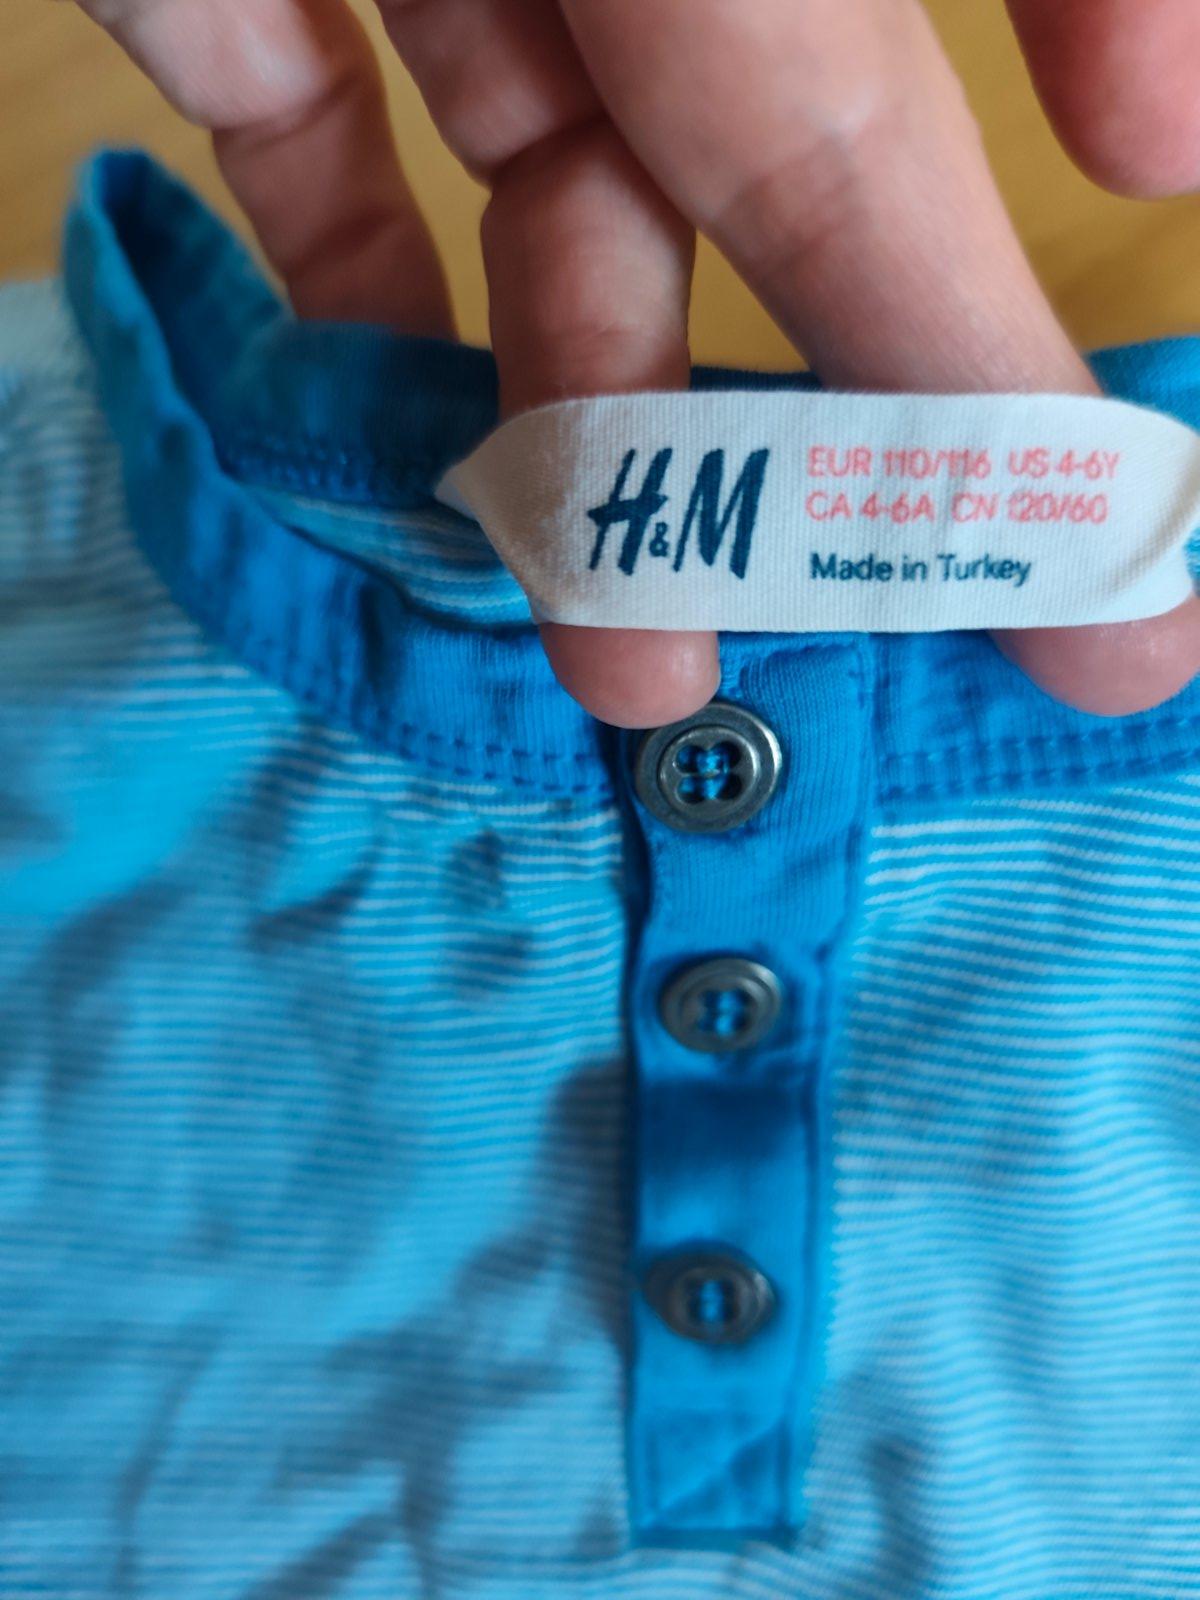 H&M
EUR 110/116 US 4-6Y
CA 4-6A CN 120/60
Made in Turkey